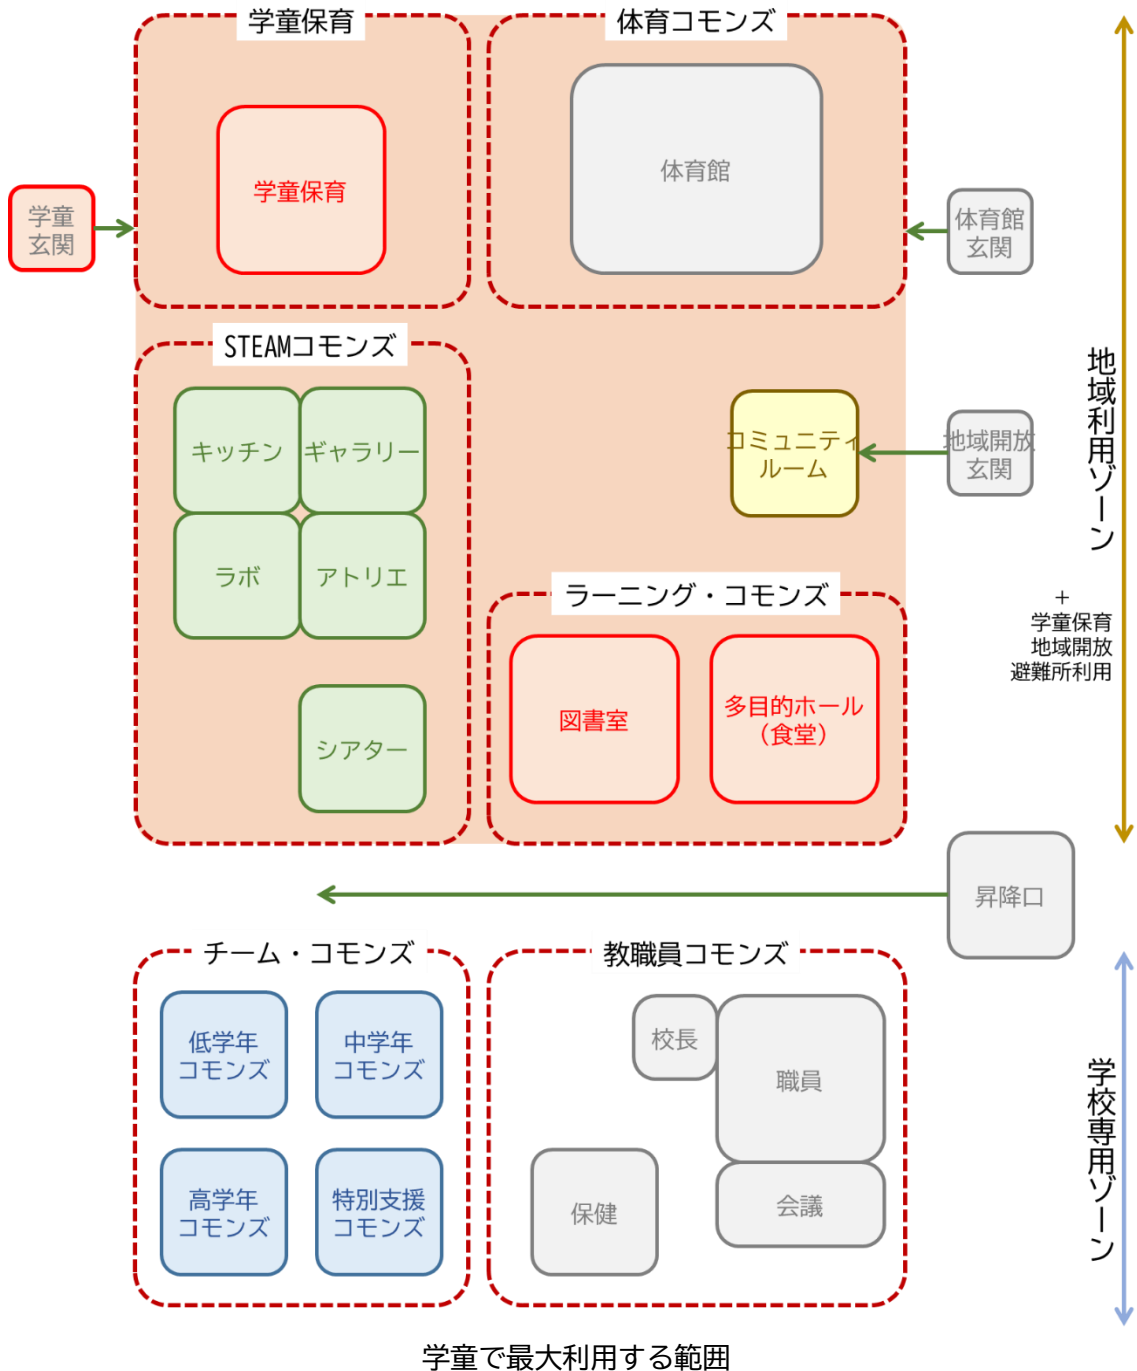 学童保育
体育コモンズ
学童保育
体育館
学童
玄関
体育館
玄関
STEAMコモンズ
キッチン
ギャラリー
ラボ
アトリエ
シアター
コミュニティ
ルーム
地域開放
玄関
地域利用ゾーン
＋
学童保育
地域開放
避難所利用
ラーニング・コモンズ
図書室
多目的ホール
（食堂）
昇降口
チーム・コモンズ
低学年
コモンズ
中学年
コモンズ
高学年
コモンズ
特別支援
コモンズ
教職員コモンズ
校長
職員
保健
会議
学校専用ゾーン
学童で最大利用する範囲